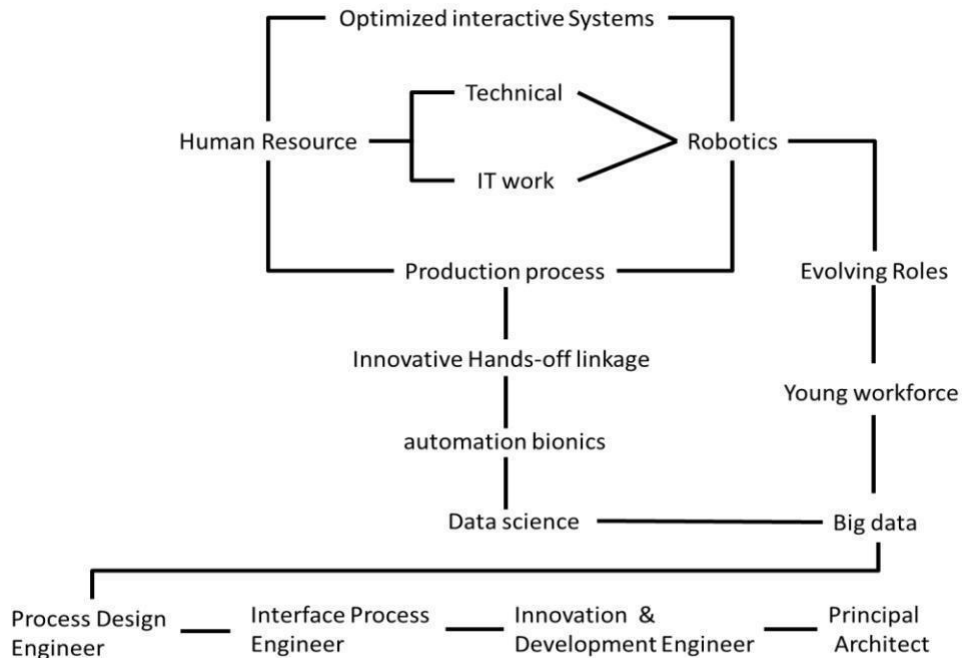 Optimized interactive Systems
Technical
Human Resource
Robotics
IT work
Production process
Evolving Roles
Innovative Hands-off linkage
Young workforce
automation bionics
Data science
Big data
Process Design
Engineer
Interface Process
Engineer
Innovation &
Development Engineer
Principal
Architect